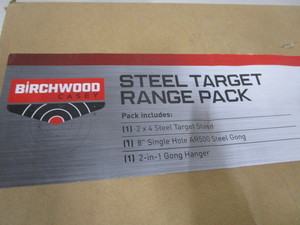 BIRCHWOOD
CASEY
STEEL TARGET
RANGE PACK
Pack includes:
(1) 2 x 4 Steel Target Stand
(1) 8" Single Hole AR500 Steel Gong
(1) 2-in-1 Gong Hanger